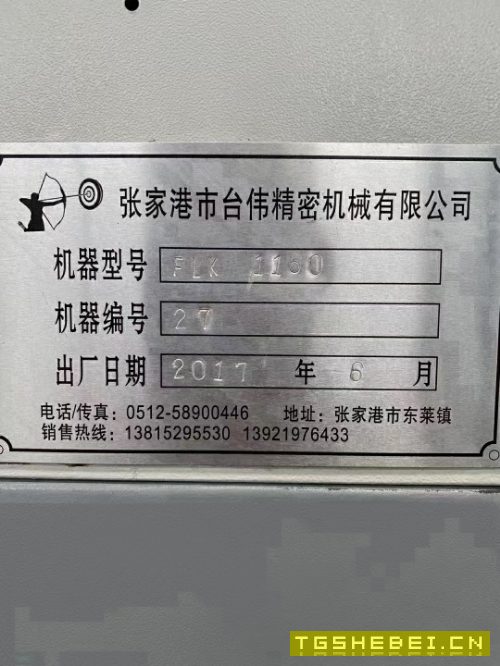 张家港市台伟精密机械有限公司
机器型号 FLK 1160
机器编号 27
出厂日期 2017 年 6 月
电话/传真：0512-58900446 地址：张家港市东莱镇
销售热线：13815295530 13921976433
TGSHEBEI.CN